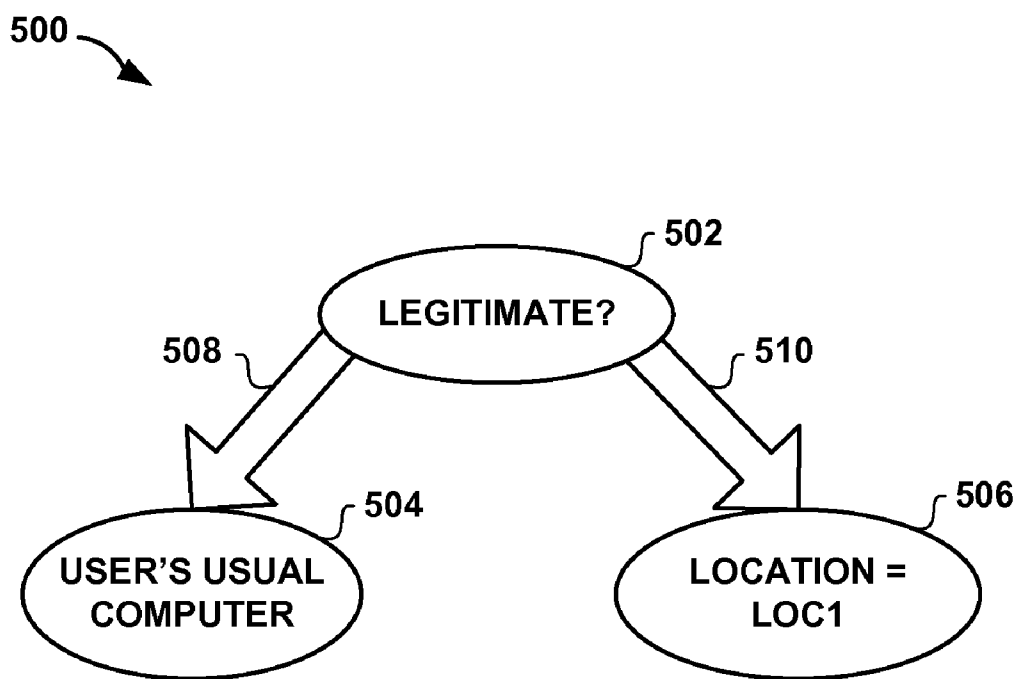 500
502
LEGITIMATE?
508
510
504
506
USER'S USUAL
COMPUTER
LOCATION =
LOC1